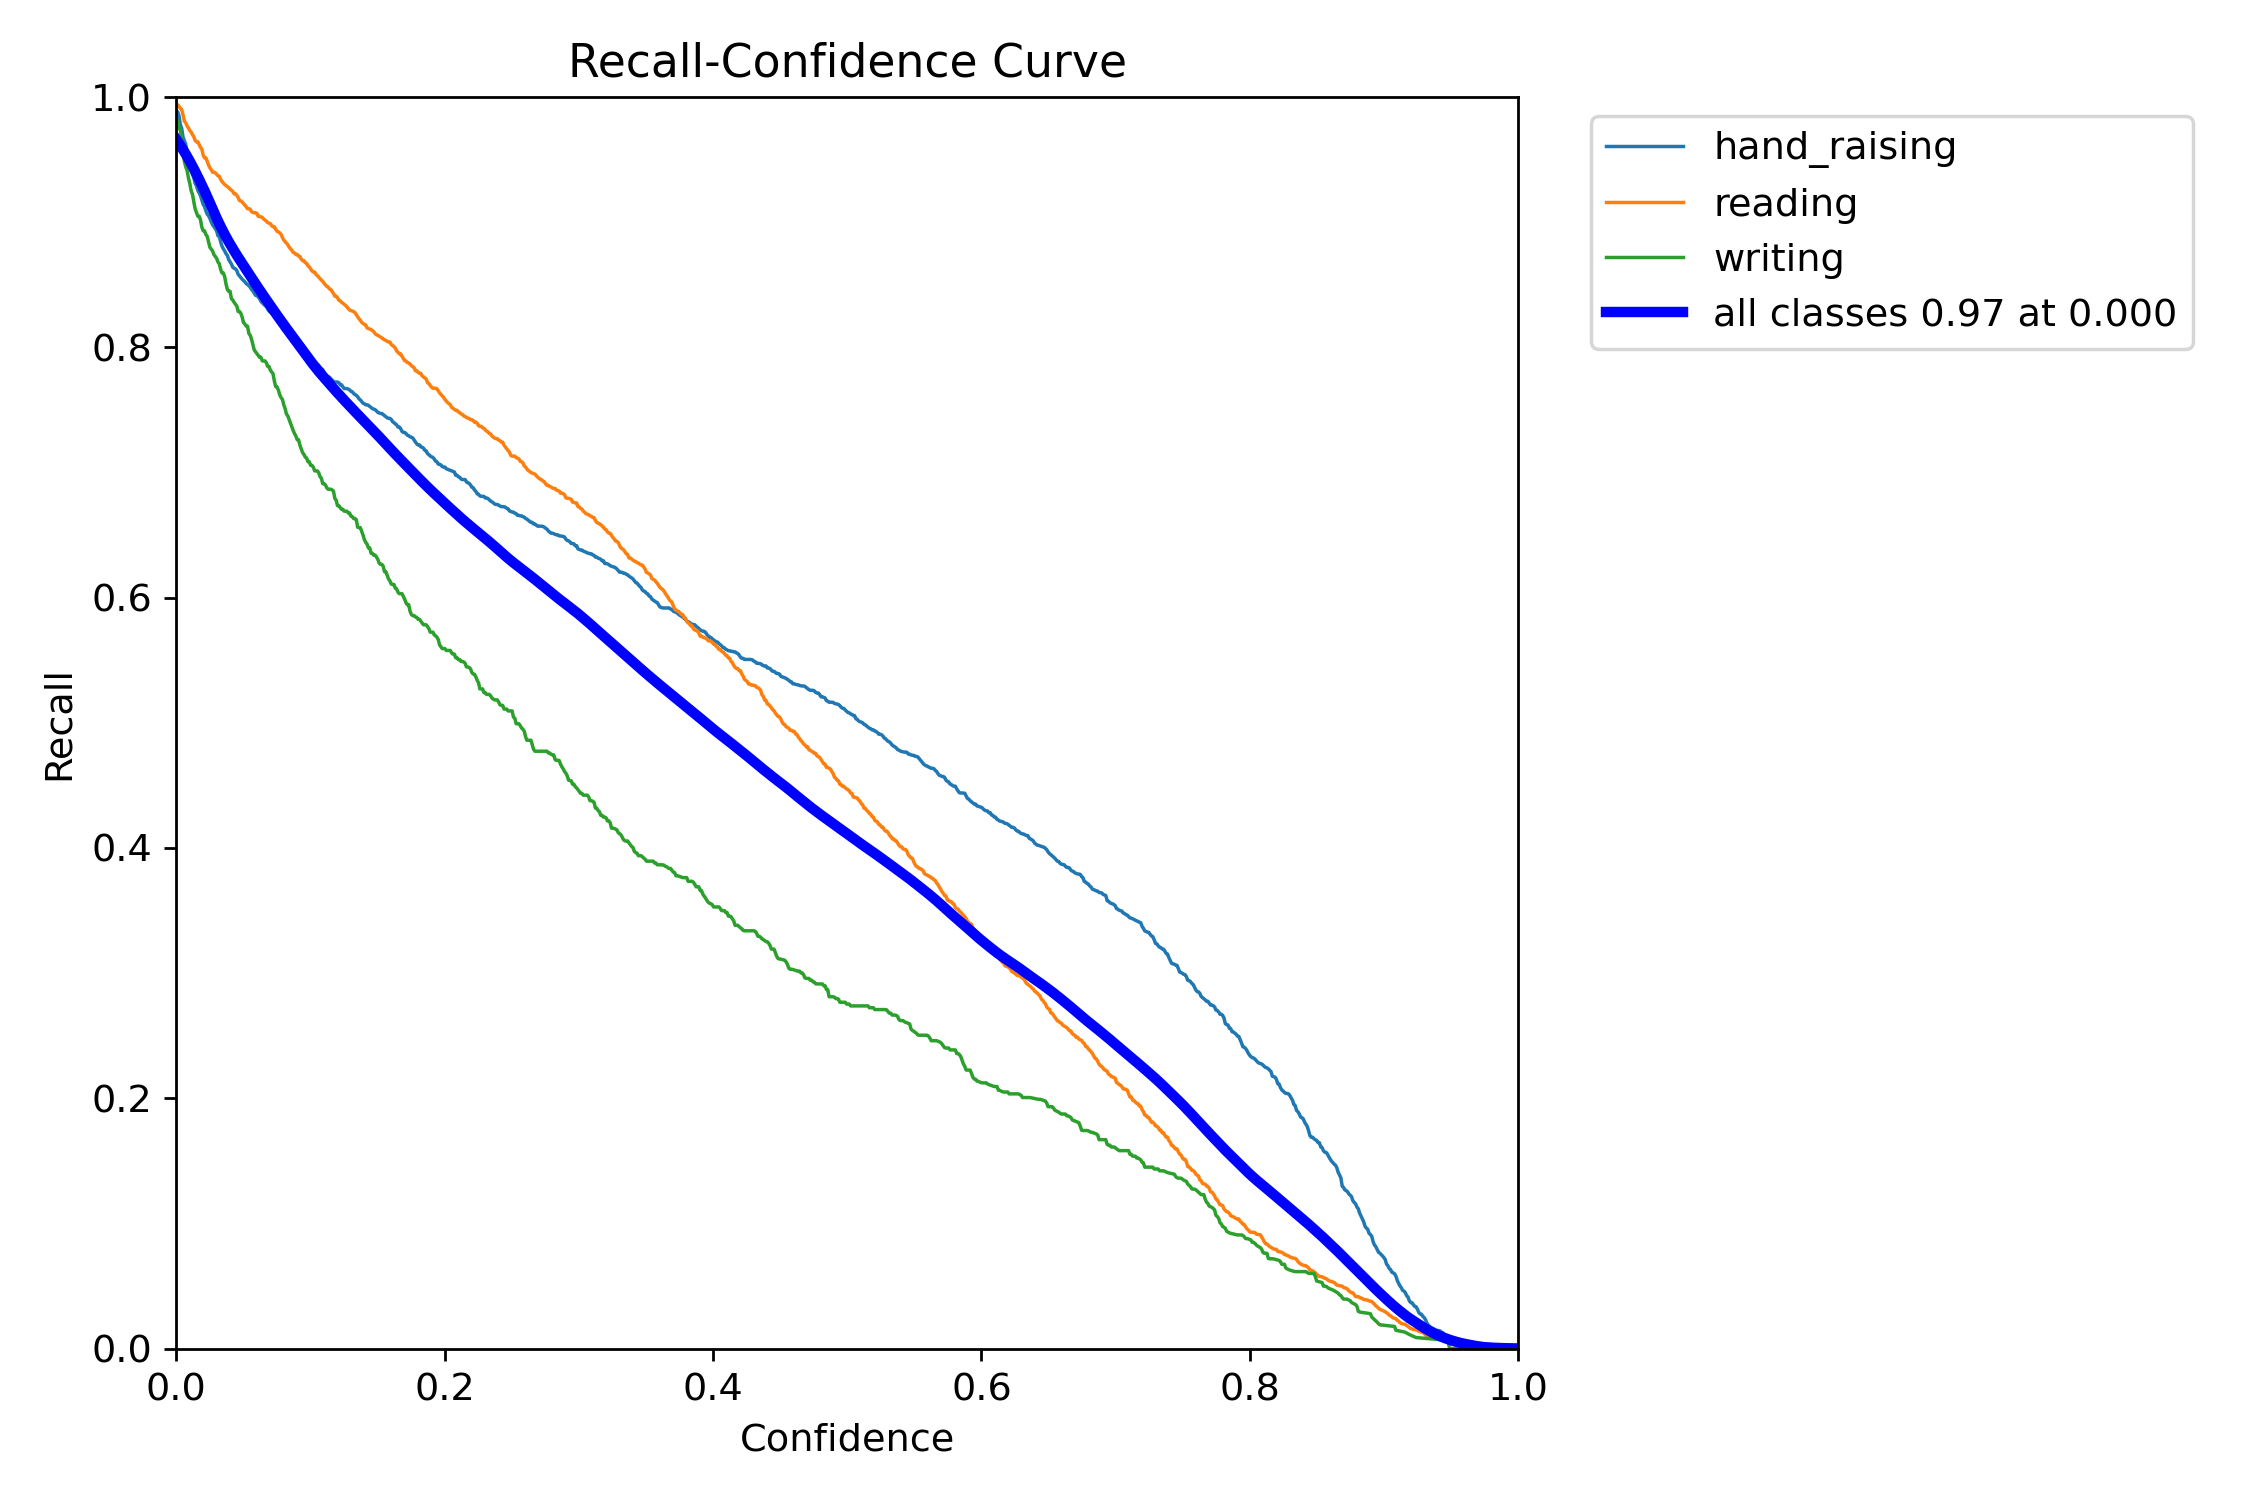 Recall-Confidence Curve
1.0
0.8
0.6
0.4
0.2
0.0
Recall
0.0 0.2 0.4 0.6 0.8 1.0
Confidence
hand_raising
reading
writing
all classes 0.97 at 0.000